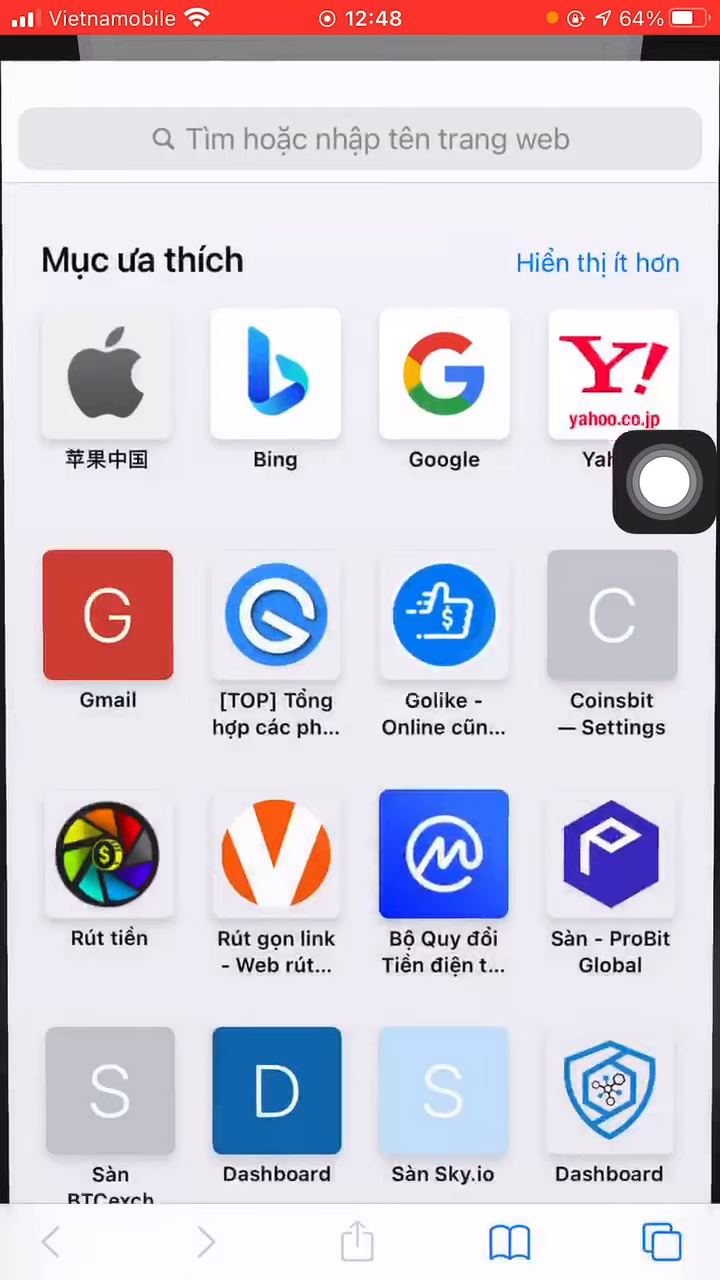 Vietnamobile 12:48 64%
Tìm hoặc nhập tên trang web
Mục ưa thích
Hiển thị ít hơn
Y!
yahoo.co.jp
苹果中国
Bing
Google
Yah
G
C
Gmail
[TOP] Tổng
hợp các ph...
Golike -
Online cũn...
Coinsbit
— Settings
Rút tiền
Rút gọn link
- Web rút...
Bộ Quy đổi
Tiền điện t...
Sàn - ProBit
Global
S
D
S
Sàn
BTCexch
Dashboard
Sàn Sky.io
Dashboard